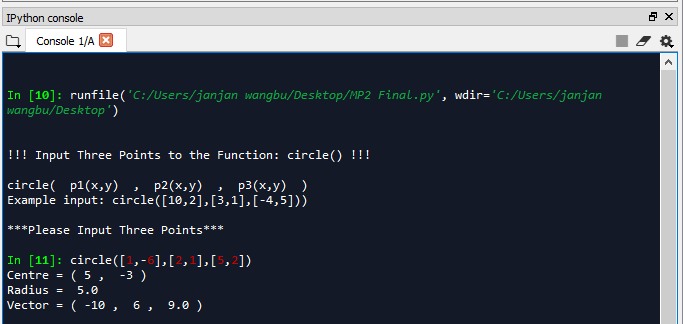 IPython console
Console 1/A
In [10]: runfile('C:/Users/janjan wangbu/Desktop/MP2 Final.py', wdir='C:/Users/janjan
wangbu/Desktop')
!!! Input Three Points to the Function: circle() !!!
circle(  p1(x,y)  ,  p2(x,y)  ,  p3(x,y)  )
Example input: circle([10,2],[3,1],[-4,5]))
***Please Input Three Points***
In [11]: circle([1,-6],[2,1],[5,2])
Centre = ( 5 ,  -3 )
Radius =  5.0
Vector = ( -10 ,  6 ,  9.0 )